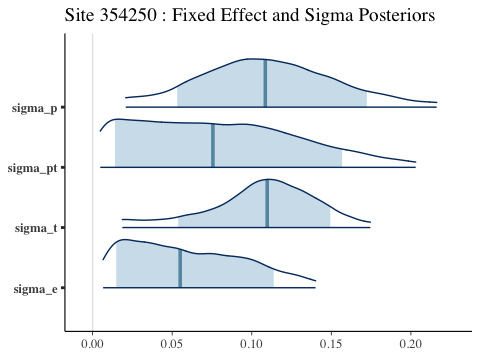 Site 354250 : Fixed Effect and Sigma Posteriors
sigma_p
sigma_pt
sigma_t
sigma_e
0.00 0.05 0.10 0.15 0.20